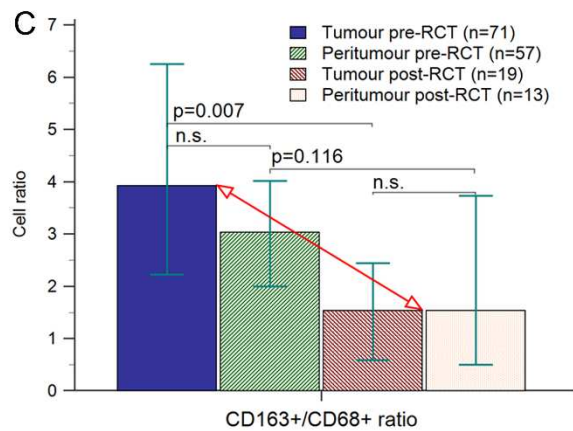 C
7
6
5
4
3
2
1
0
Cell ratio
Tumour pre-RCT (n=71)
Peritumour pre-RCT (n=57)
Tumour post-RCT (n=19)
Peritumour post-RCT (n=13)
p=0.007
n.s.
p=0.116
n.s.
CD163+/CD68+ ratio